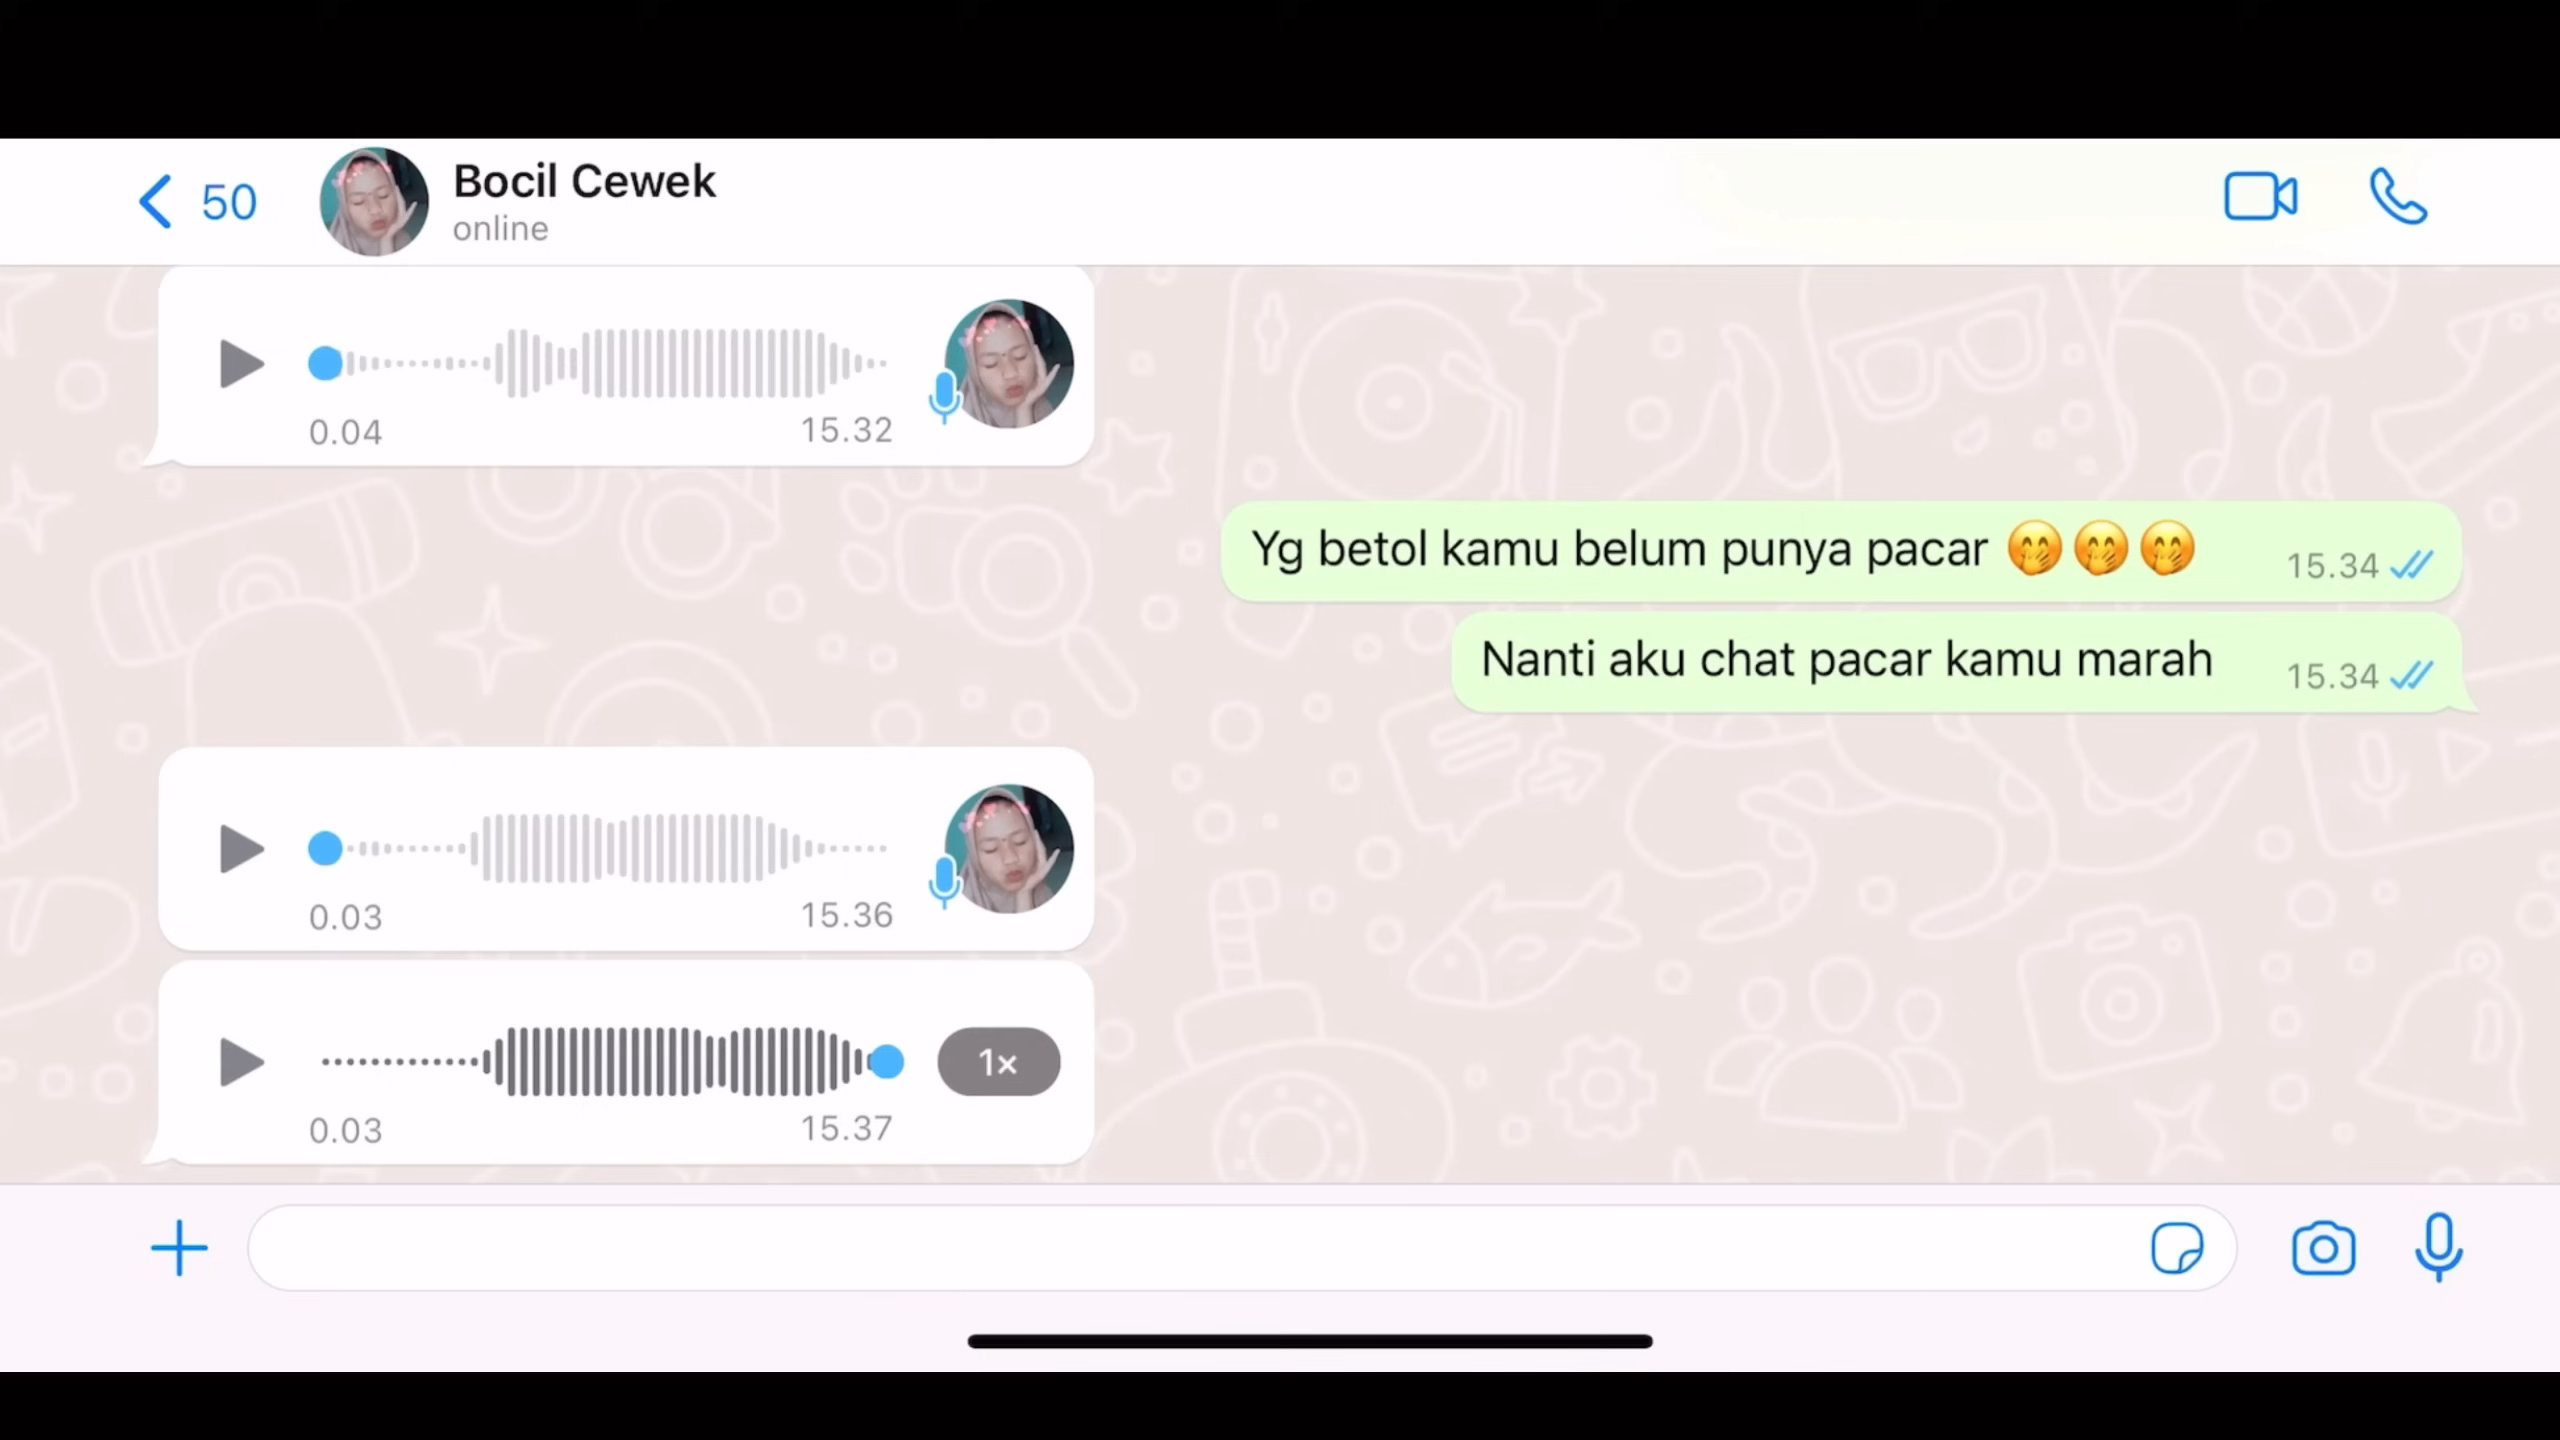 50
Bocil Cewek
online
0.04
15.32
Yg betol kamu belum punya pacar 🤭🤭🤭
15.34
Nanti aku chat pacar kamu marah
15.34
0.03
15.36
1×
0.03
15.37